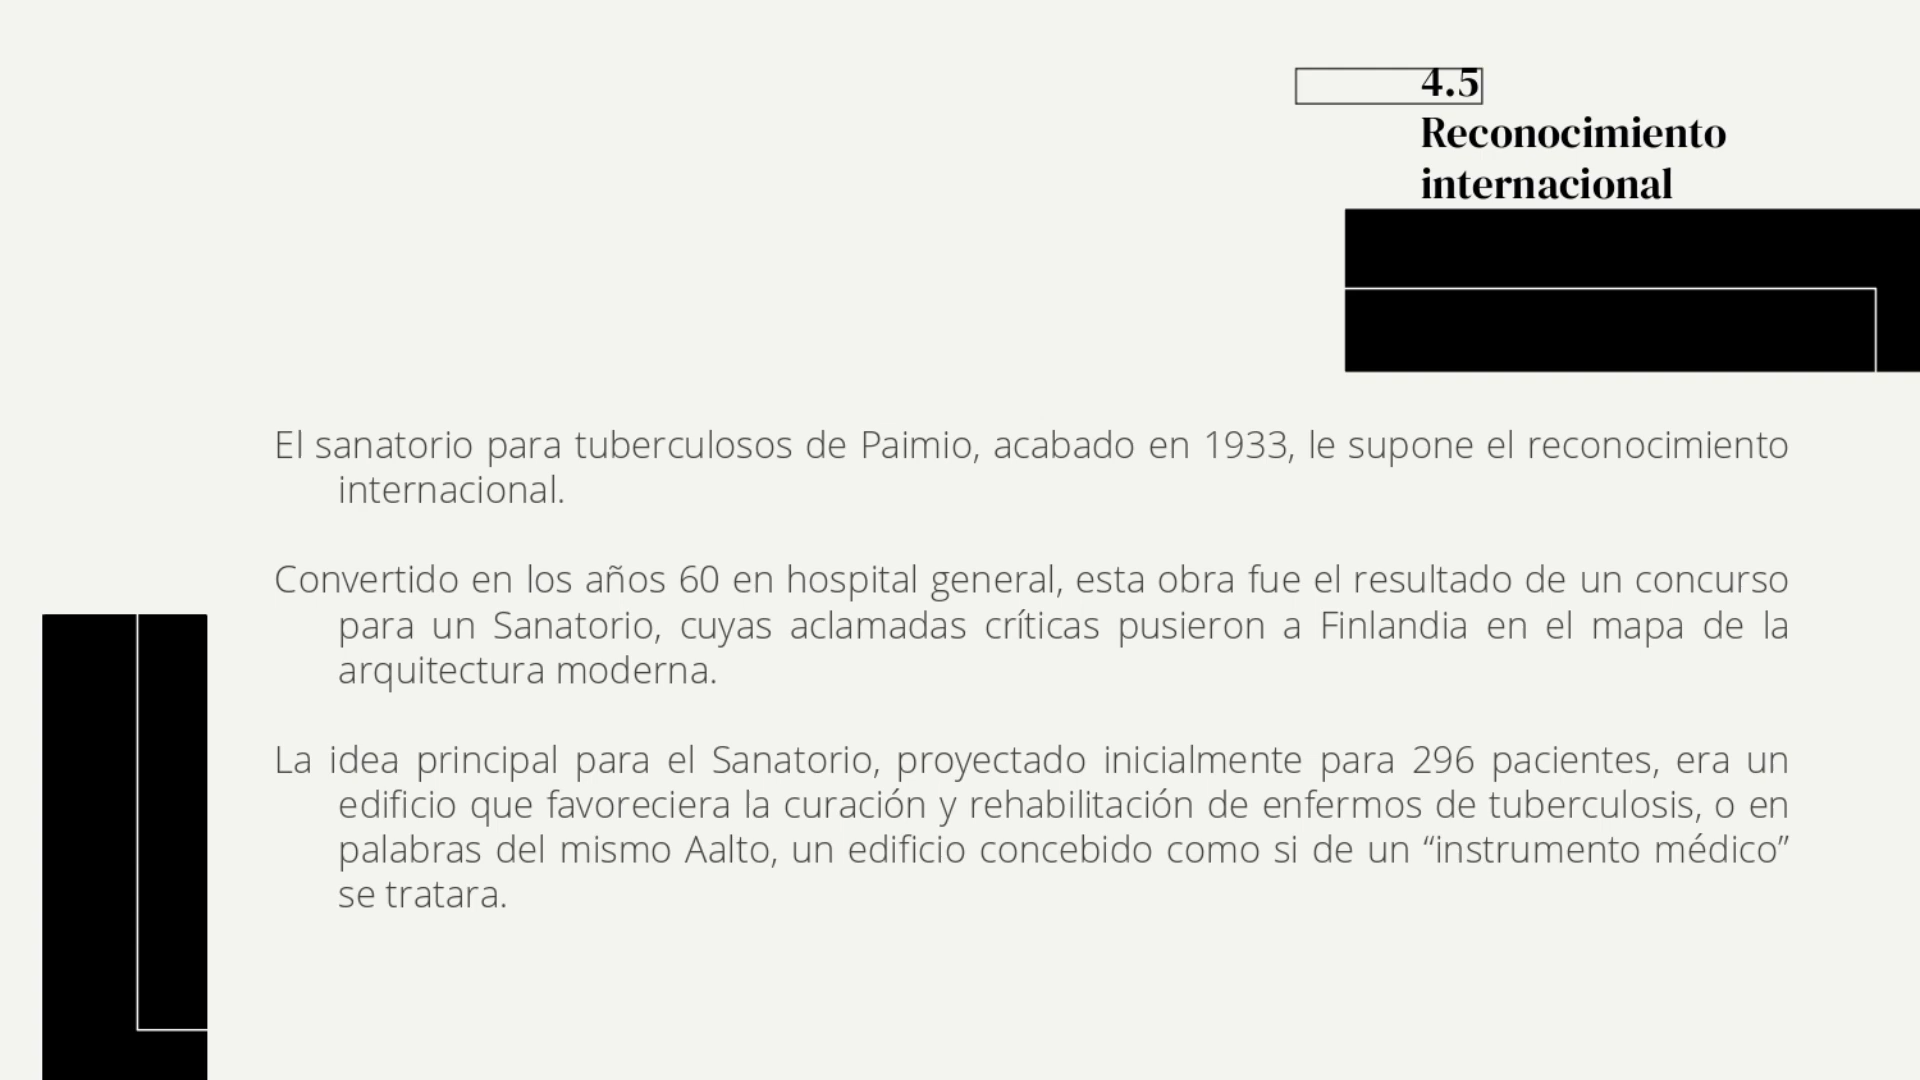 4.5
Reconocimiento
internacional
El sanatorio para tuberculosos de Paimio, acabado en 1933, le supone el reconocimiento
internacional.
Convertido en los años 60 en hospital general, esta obra fue el resultado de un concurso
para un Sanatorio, cuyas aclamadas críticas pusieron a Finlandia en el mapa de la
arquitectura moderna.
La idea principal para el Sanatorio, proyectado inicialmente para 296 pacientes, era un
edificio que favoreciera la curación y rehabilitación de enfermos de tuberculosis, o en
palabras del mismo Aalto, un edificio concebido como si de un “instrumento médico”
se tratara.